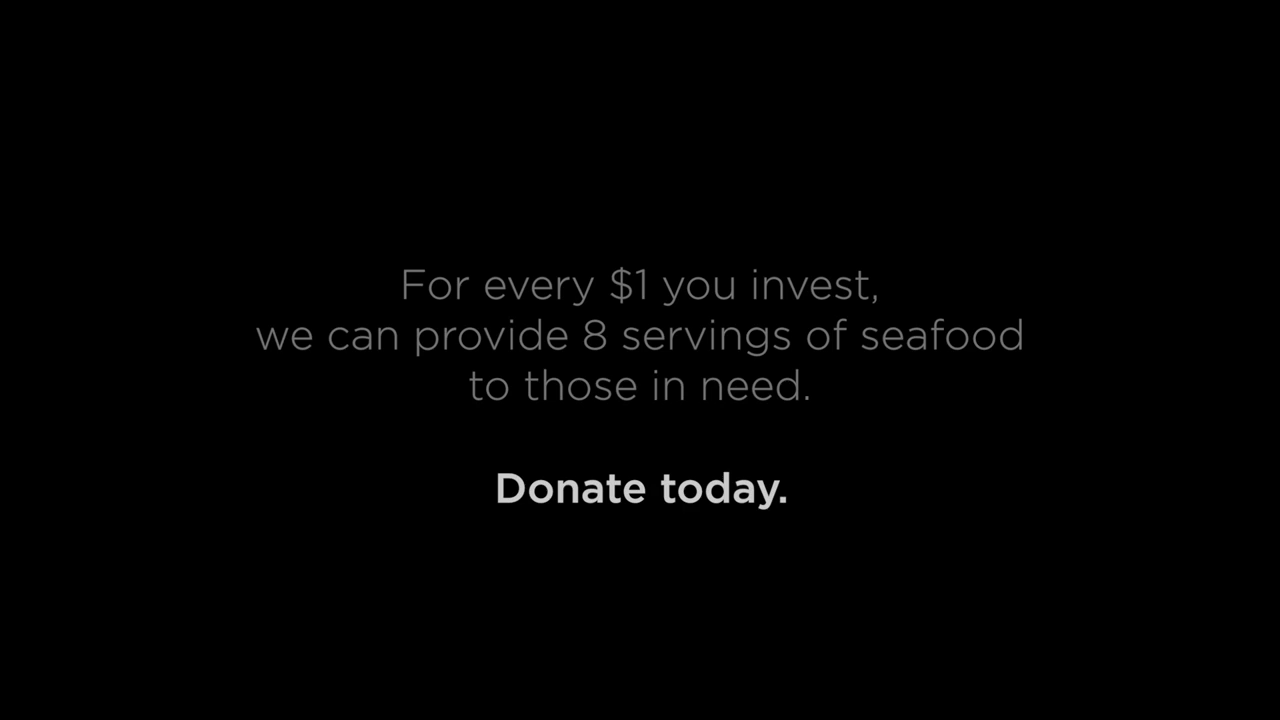 For every $1 you invest,
we can provide 8 servings of seafood
to those in need.
Donate today.